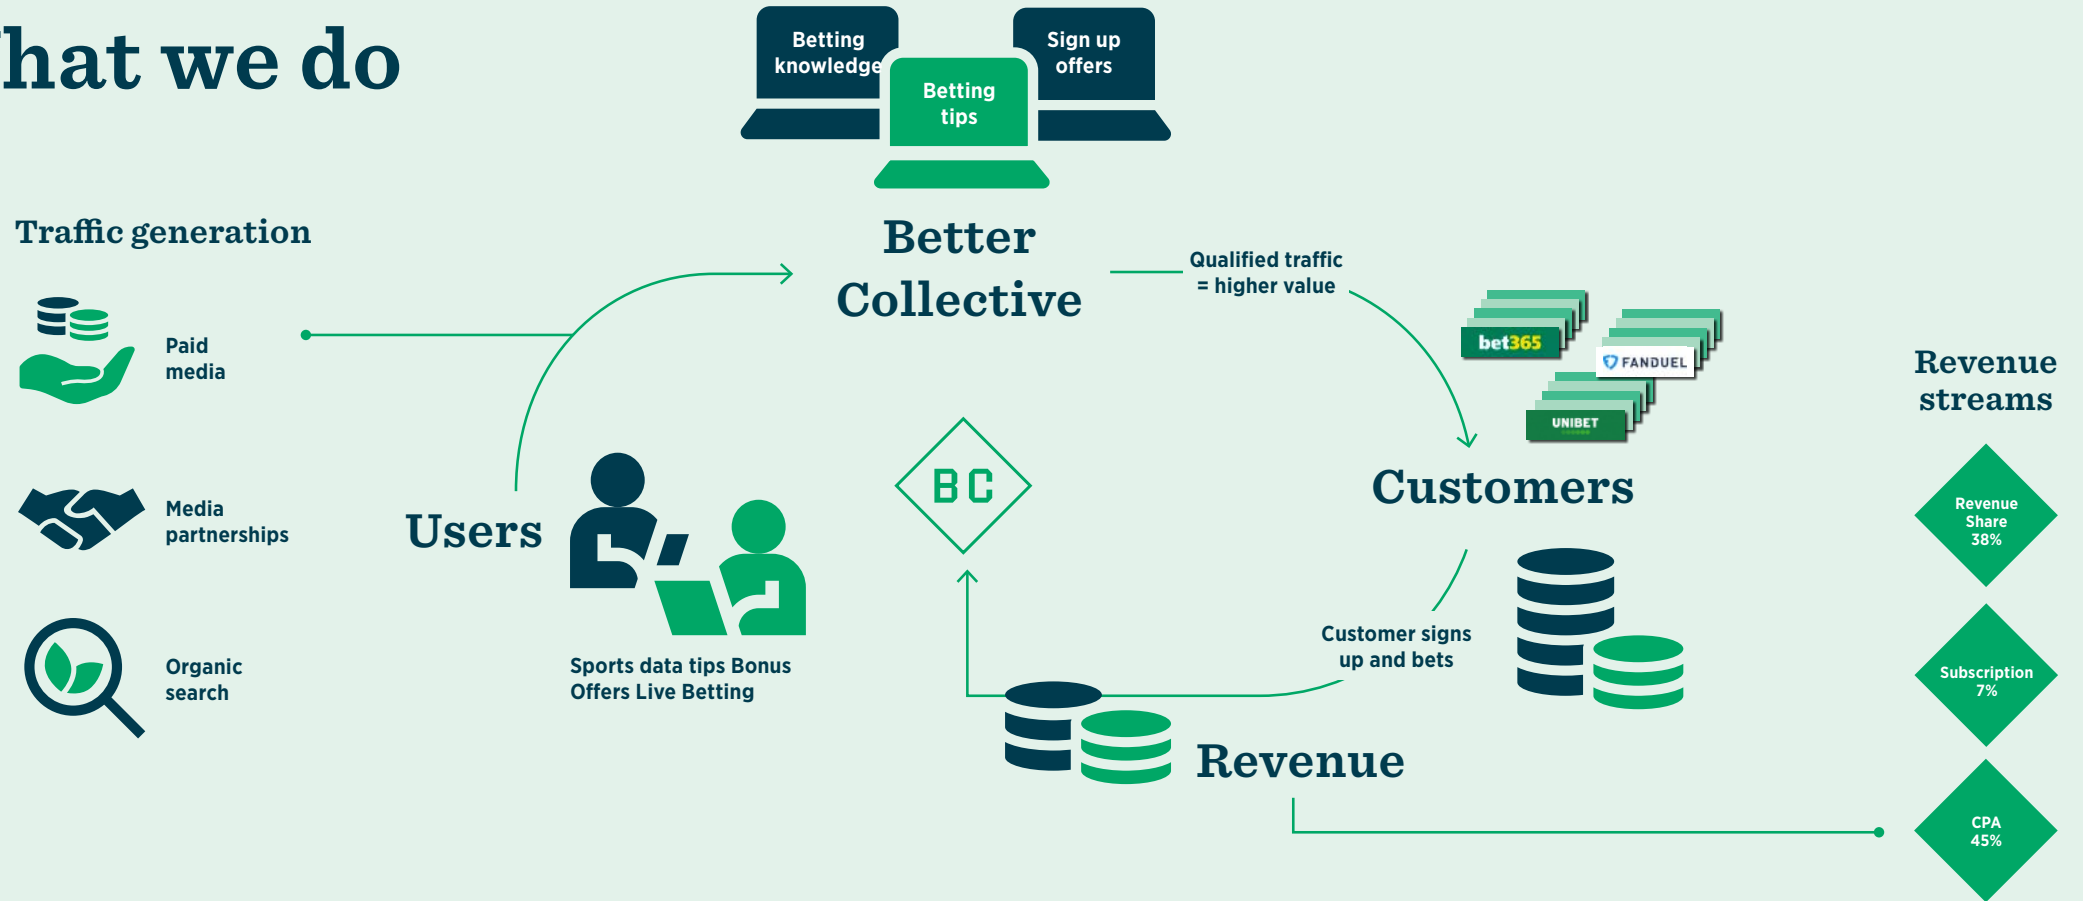 hat we do
Betting
knowledge
Sign up
offers
Betting
tips
Traffic generation
Paid
media
Media
partnerships
Organic
search
Better
Collective
Qualified traffic
= higher value
bet365
FANDUEL
UNIBET
Users
Sports data tips Bonus
Offers Live Betting
BC
Customers
Customer signs
up and bets
Revenue
Revenue
streams
Revenue
Share
38%
Subscription
7%
CPA
45%